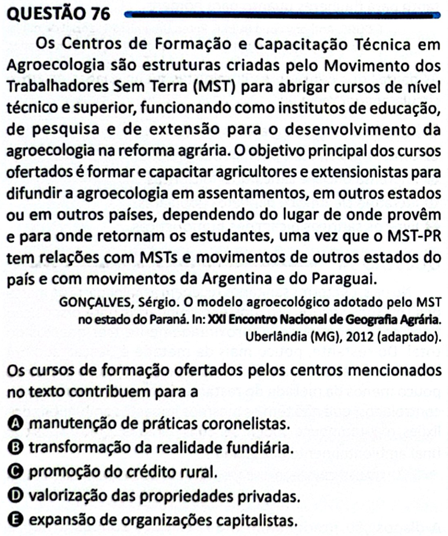 QUESTÃO 76
Os Centros de Formação e Capacitação Técnica em
Agroecologia são estruturas criadas pelo Movimento dos
Trabalhadores Sem Terra (MST) para abrigar cursos de nível
técnico e superior, funcionando como institutos de educação,
de pesquisa e de extensão para o desenvolvimento da
agroecologia na reforma agrária. O objetivo principal dos cursos
ofertados é formar e capacitar agricultores e extensionistas para
difundir a agroecologia em assentamentos, em outros estados
ou em outros países, dependendo do lugar de onde provêm
e para onde retornam os estudantes, uma vez que o MST-PR
tem relações com MSTs e movimentos de outros estados do
país e com movimentos da Argentina e do Paraguai.
GONÇALVES, Sérgio. O modelo agroecológico adotado pelo MST
no estado do Paraná. In: XXI Encontro Nacional de Geografia Agrária.
Uberlândia (MG), 2012 (adaptado).
Os cursos de formação ofertados pelos centros mencionados
no texto contribuem para a
A manutenção de práticas coronelistas.
B transformação da realidade fundiária.
C promoção do crédito rural.
D valorização das propriedades privadas.
E expansão de organizações capitalistas.